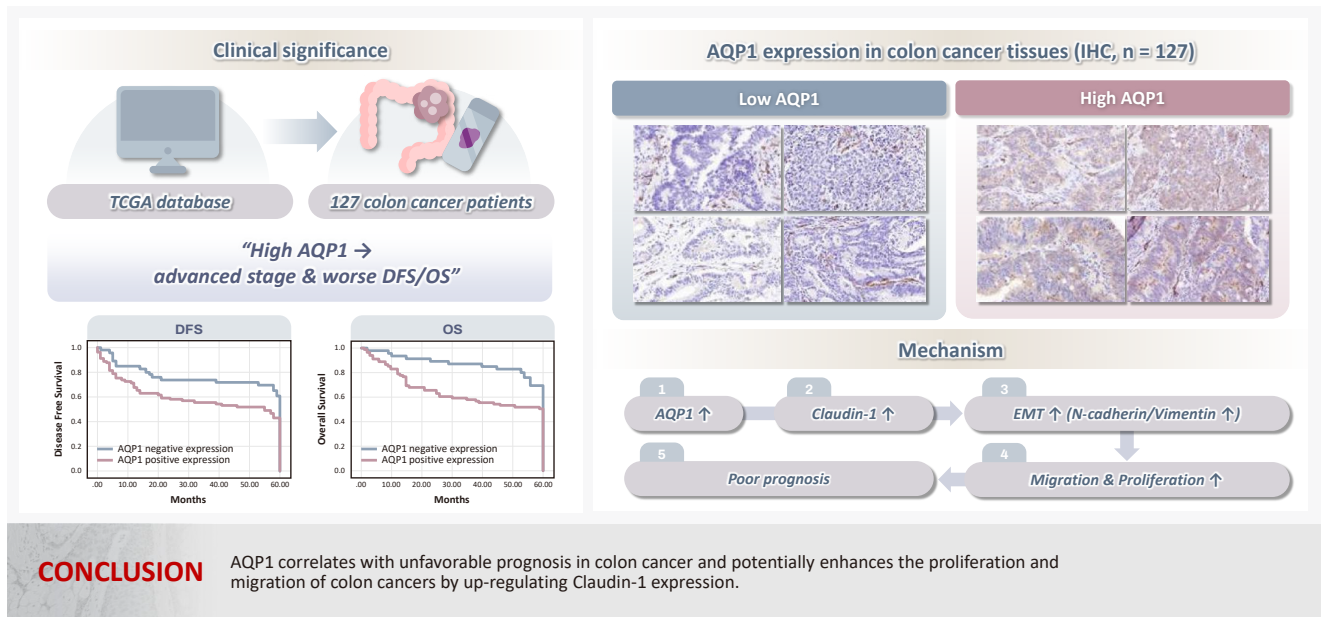 Clinical significance
TCGA database
127 colon cancer patients
“High AQP1 →
advanced stage & worse DFS/OS”
DFS
Disease Free Survival
1.0
0.8
0.6
0.4
0.2
0.0
AQP1 negative expression
AQP1 positive expression
.00 10.00 20.00 30.00 40.00 50.00 60.00
Months
OS
Overall Survival
1.0
0.8
0.6
0.4
0.2
0.0
AQP1 negative expression
AQP1 positive expression
.00 10.00 20.00 30.00 40.00 50.00 60.00
Months
AQP1 expression in colon cancer tissues (IHC, n = 127)
Low AQP1
High AQP1
Mechanism
1
AQP1 ↑
2
Claudin-1 ↑
3
EMT ↑ (N-cadherin/Vimentin ↑)
4
Migration & Proliferation ↑
5
Poor prognosis
CONCLUSION
AQP1 correlates with unfavorable prognosis in colon cancer and potentially enhances the proliferation and
migration of colon cancers by up-regulating Claudin-1 expression.